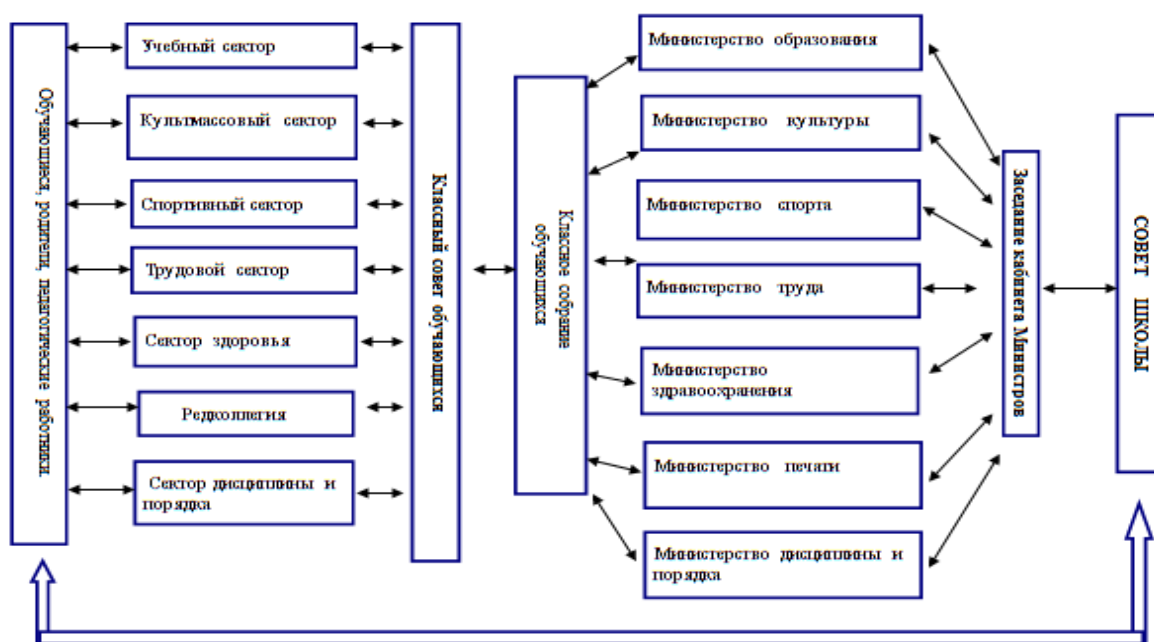 Обучающиеся, родители, педагогические работники.
Учебный сектор
Культмассовый сектор
Спортивный сектор
Трудовой сектор
Сектор здоровья
Редколлегия
Сектор дисциплины и
порядка
Классный совет обучающихся
Классное собрание
обучающихся
Министерство образования
Министерство культуры
Министерство спорта
Министерство труда
Министерство
здравоохранения
Министерство печати
Министерство дисциплины и
порядка
Заседание кабинета Министров
СОВЕТ ШКОЛЫ